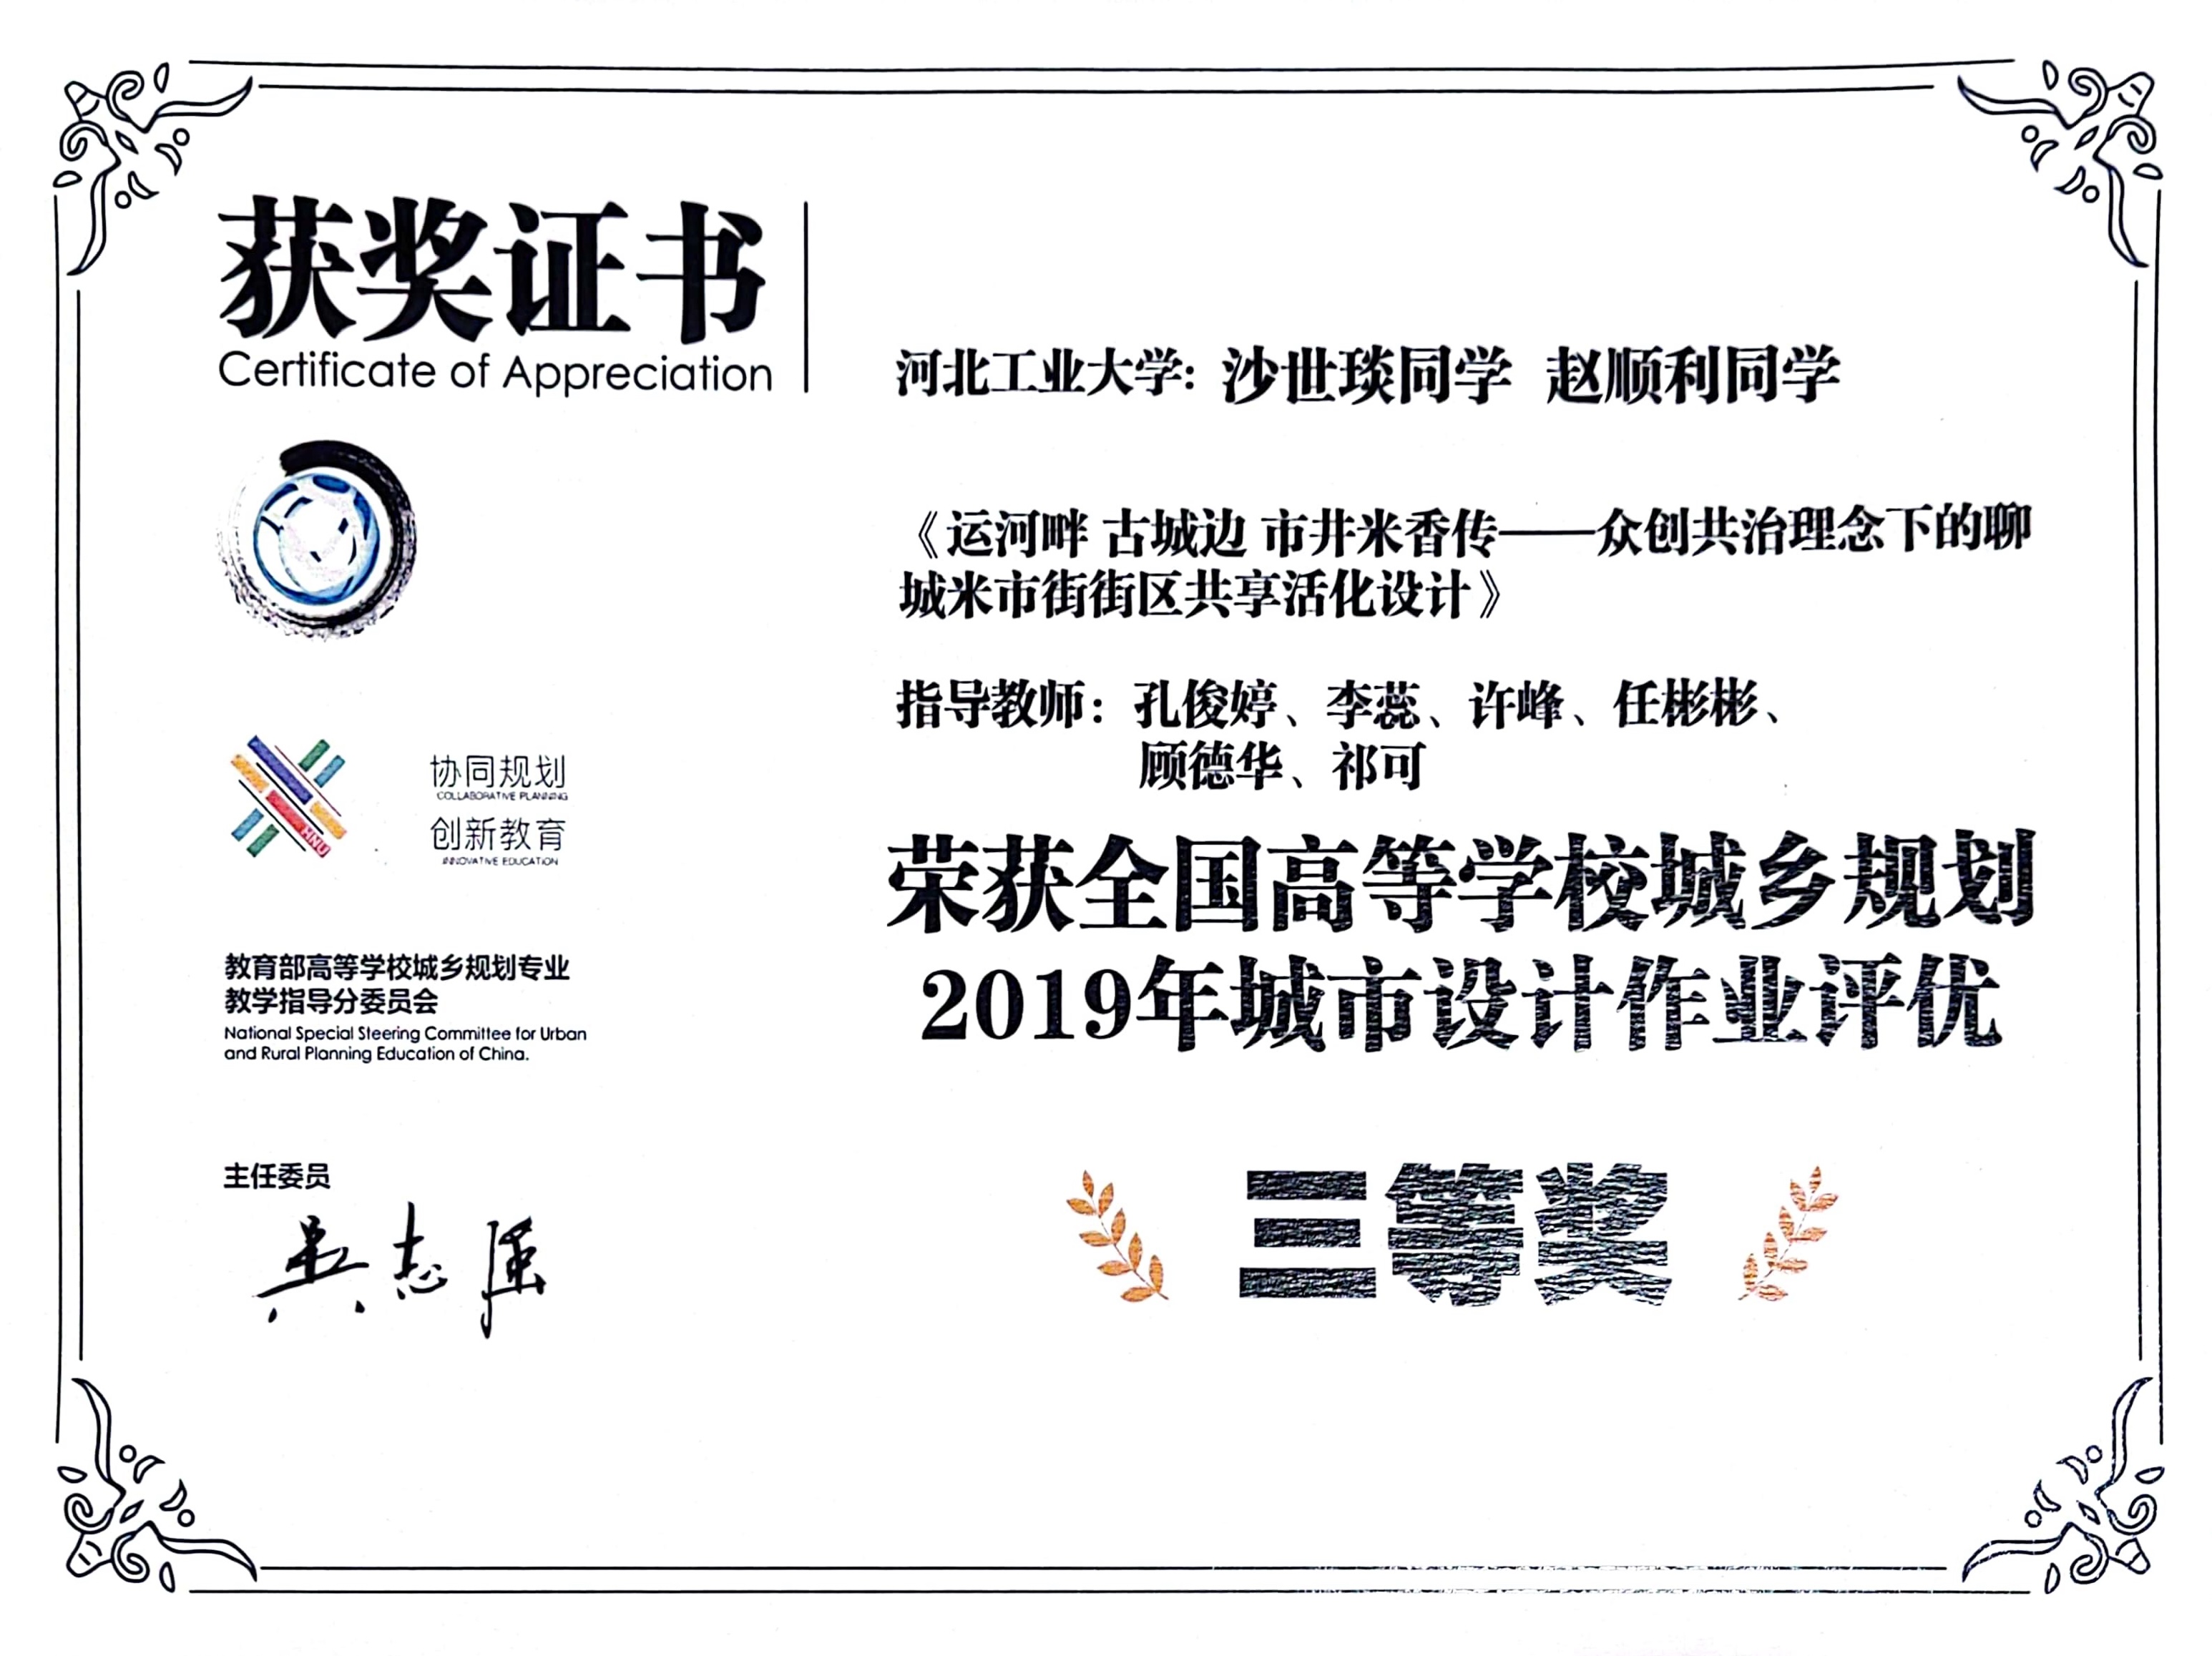 获奖证书
Certificate of Appreciation
河北工业大学: 沙世琰同学 赵顺利同学
《运河畔 古城边 市井米香传——众创共治理念下的聊
城米市街街区共享活化设计》
指导教师: 孔俊婷、李蕊、许峰、任彬彬、
顾德华、祁可
荣获全国高等学校城乡规划
2019年城市设计作业评优
三等奖
HNU
协同规划
COLLABORATIVE PLANNING
创新教育
INNOVATIVE EDUCATION
教育部高等学校城乡规划专业
教学指导分委员会
National Special Steering Committee for Urban
and Rural Planning Education of China.
主任委员
吴志强